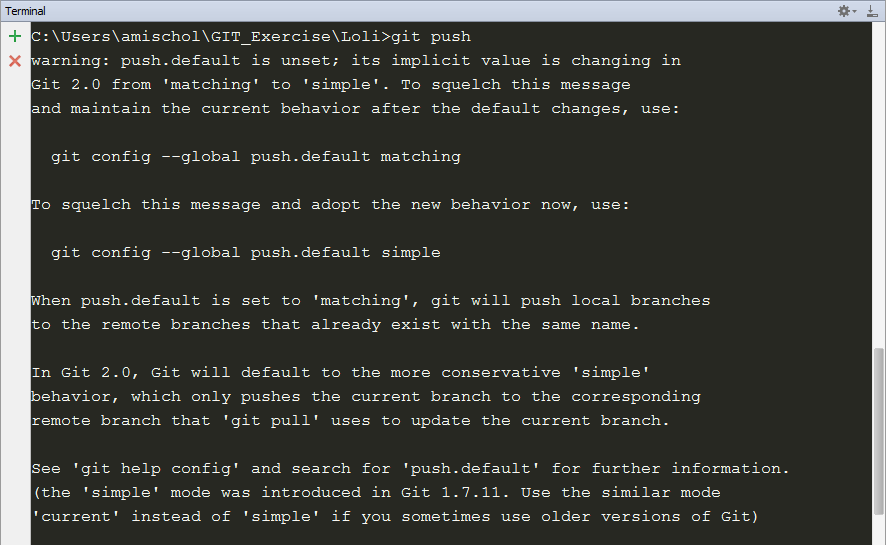 Terminal
C:\Users\amischol\GIT_Exercise\Loli>git push
warning: push.default is unset; its implicit value is changing in
Git 2.0 from 'matching' to 'simple'. To squelch this message
and maintain the current behavior after the default changes, use:
git config --global push.default matching
To squelch this message and adopt the new behavior now, use:
git config --global push.default simple
When push.default is set to 'matching', git will push local branches
to the remote branches that already exist with the same name.
In Git 2.0, Git will default to the more conservative 'simple'
behavior, which only pushes the current branch to the corresponding
remote branch that 'git pull' uses to update the current branch.
See 'git help config' and search for 'push.default' for further information.
(the 'simple' mode was introduced in Git 1.7.11. Use the similar mode
'current' instead of 'simple' if you sometimes use older versions of Git)